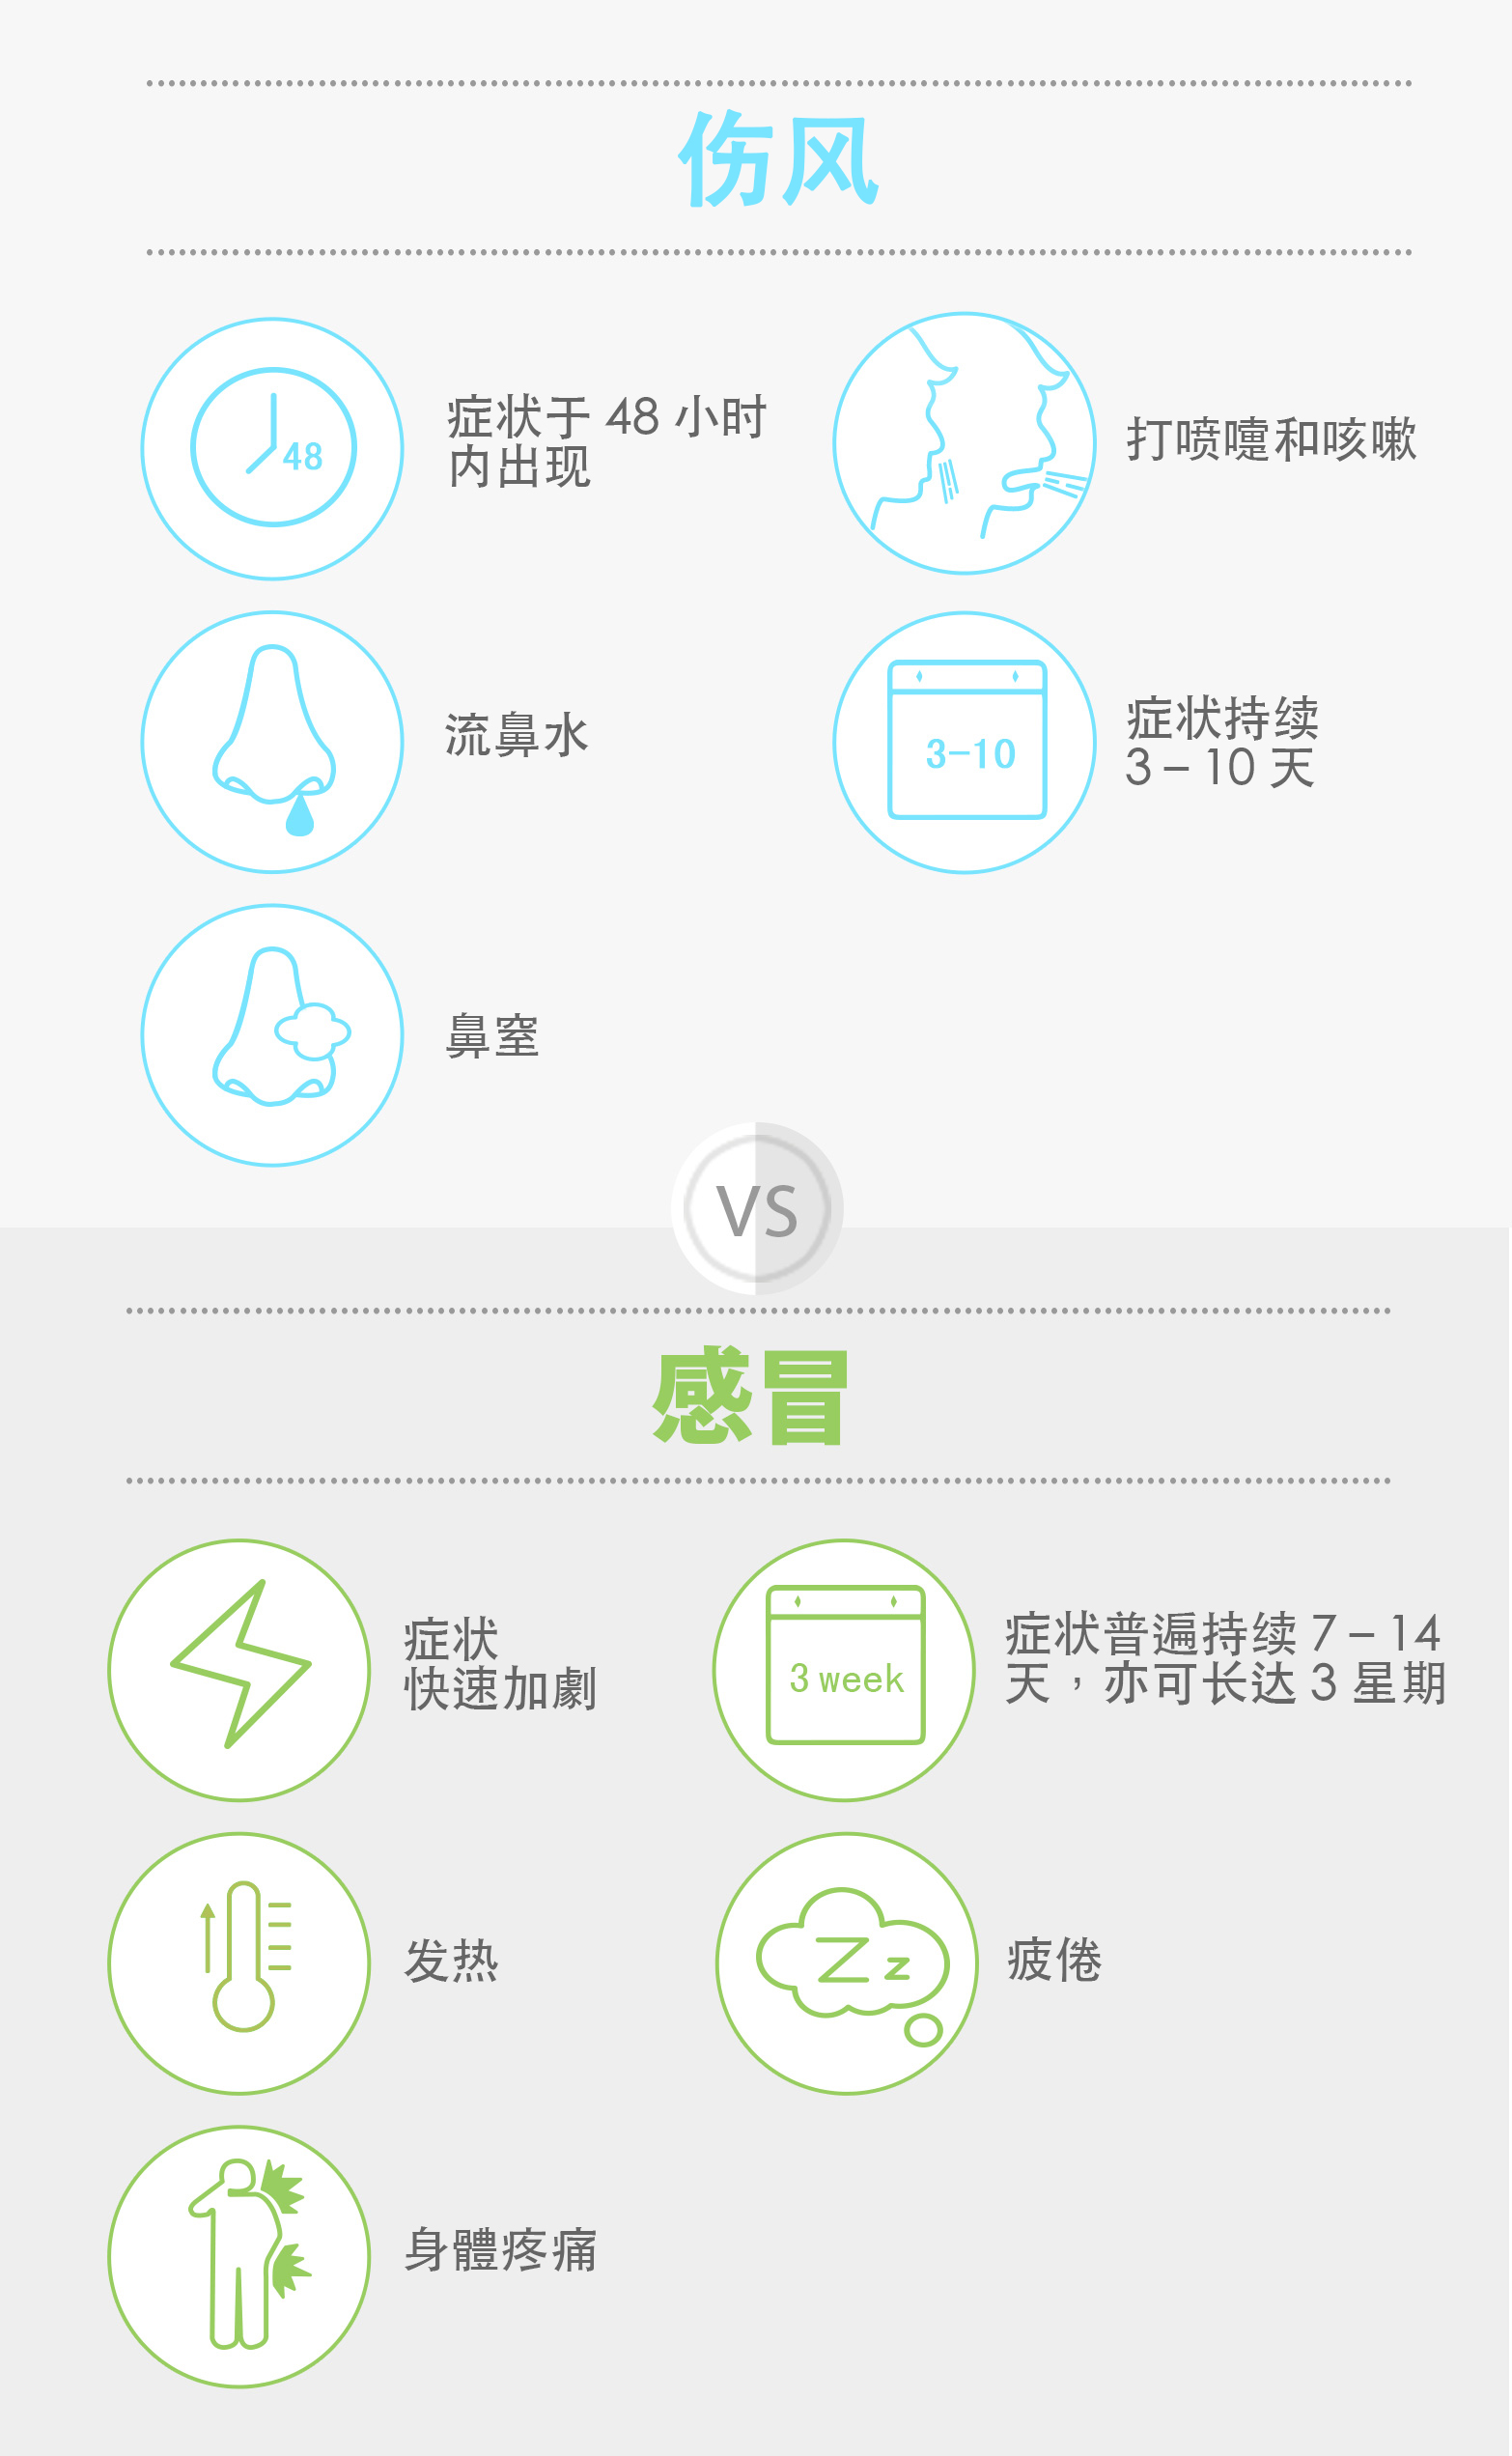 伤风
48
症状于 48 小时
内出现
打喷嚏和咳嗽
流鼻水
3-10
症状持续
3 – 10 天
鼻窒
VS
感冒
症状
快速加劇
3 week
症状普遍持续 7 – 14
天，亦可长达 3 星期
发热
Z z
疲倦
身體疼痛